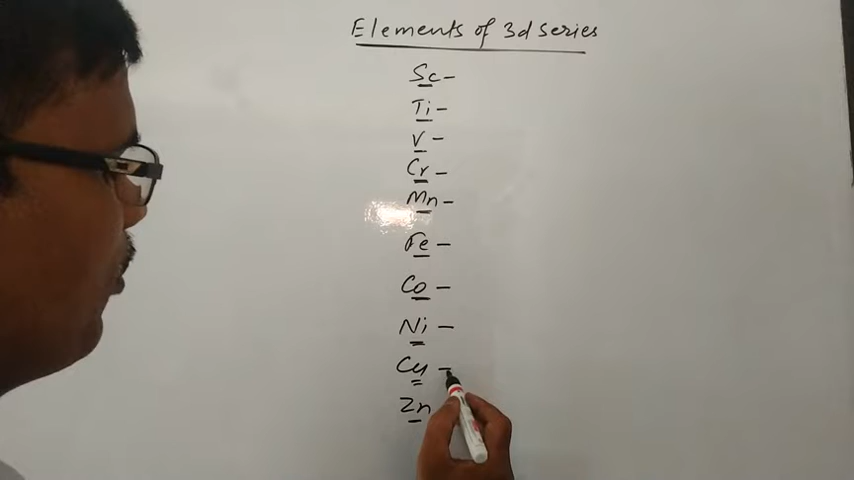 Elements of 3d series
Sc-
Ti-
V-
Cr-
Mn-
Fe-
Co-
Ni-
Cu-
Zn